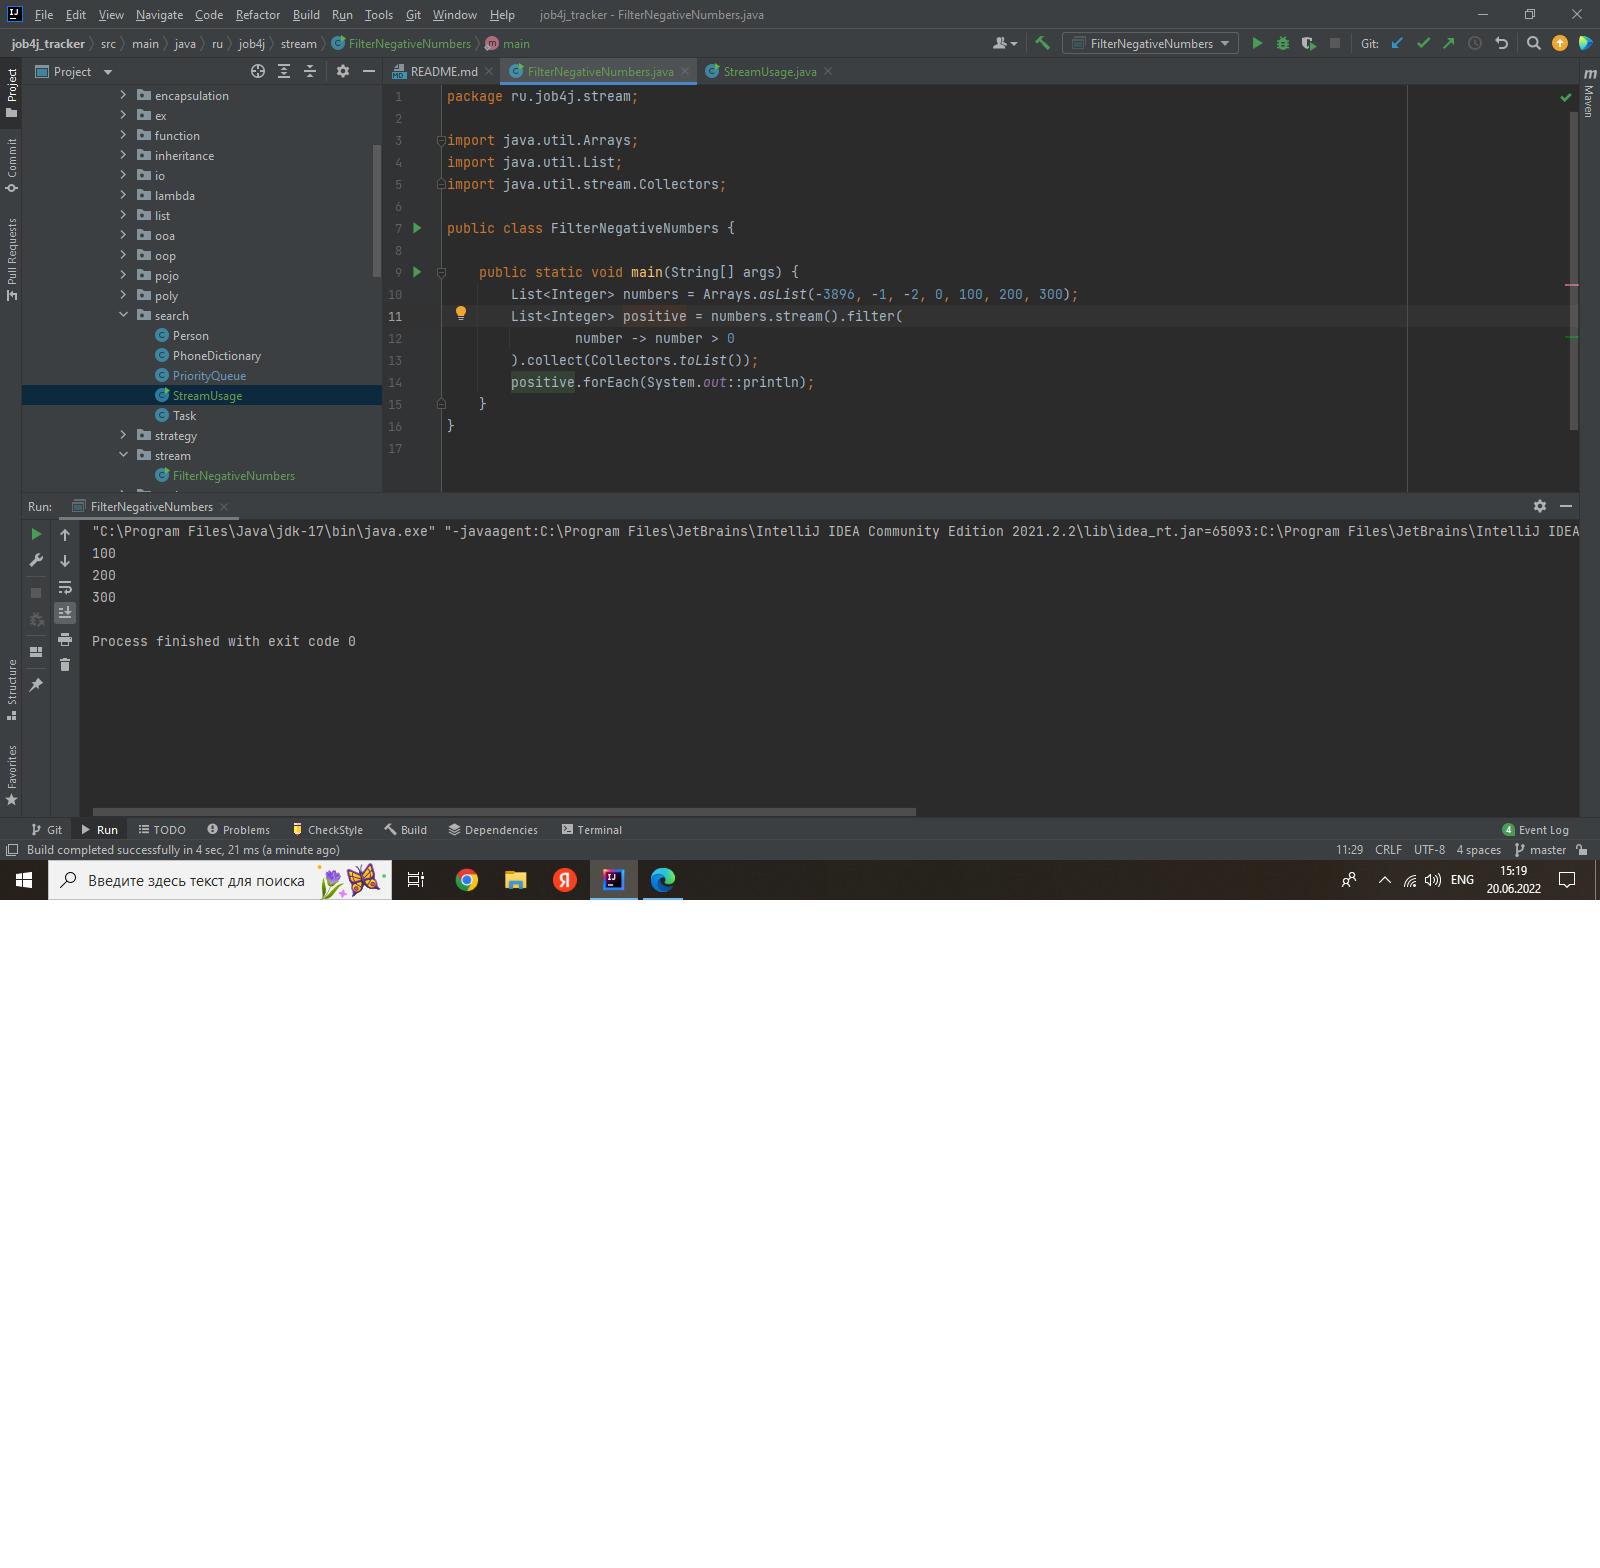 File Edit View Navigate Code Refactor Build Run Tools Git Window Help job4j_tracker - FilterNegativeNumbers.java
job4j_tracker src main java ru job4j stream FilterNegativeNumbers main
FilterNegativeNumbers Git:
Project
README.md FilterNegativeNumbers.java StreamUsage.java
Project
Commit
Pull Requests
Structure
Favorites
Maven
encapsulation
ex
function
inheritance
io
lambda
list
ooa
oop
pojo
poly
search
Person
PhoneDictionary
PriorityQueue
StreamUsage
Task
strategy
stream
FilterNegativeNumbers
1 package ru.job4j.stream;
2
3 import java.util.Arrays;
4 import java.util.List;
5 import java.util.stream.Collectors;
6
7 public class FilterNegativeNumbers {
8
9 public static void main(String[] args) {
10 List<Integer> numbers = Arrays.asList(-3896, -1, -2, 0, 100, 200, 300);
11 List<Integer> positive = numbers.stream().filter(
12 number -> number > 0
13 ).collect(Collectors.toList());
14 positive.forEach(System.out::println);
15 }
16 }
17
Run: FilterNegativeNumbers
"C:\Program Files\Java\jdk-17\bin\java.exe" "-javaagent:C:\Program Files\JetBrains\IntelliJ IDEA Community Edition 2021.2.2\lib\idea_rt.jar=65093:C:\Program Files\JetBrains\IntelliJ IDEA
100
200
300
Process finished with exit code 0
Git Run TODO Problems CheckStyle Build Dependencies Terminal 4 Event Log
Build completed successfully in 4 sec, 21 ms (a minute ago) 11:29 CRLF UTF-8 4 spaces master
Введите здесь текст для поиска
ENG 15:19
20.06.2022